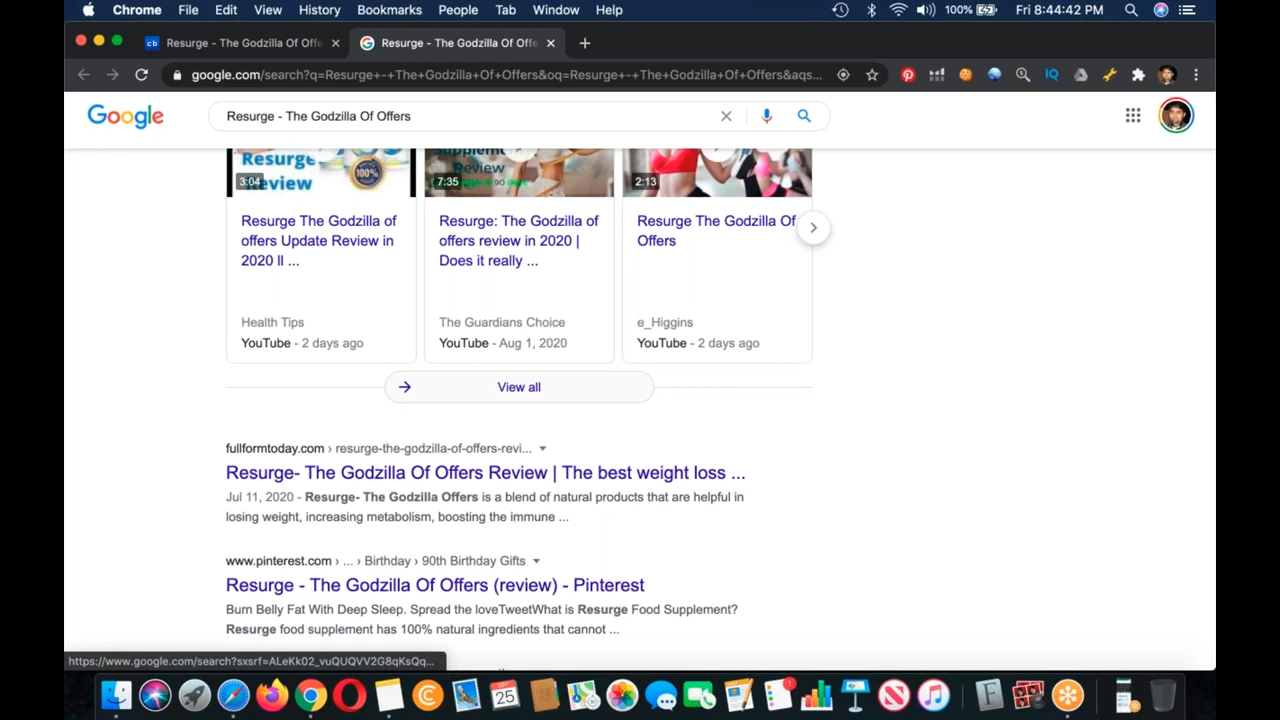 Chrome File Edit View History Bookmarks People Tab Window Help 100% Fri 8:44:42 PM
cb Resurge - The Godzilla Of Offe
Resurge - The Godzilla Of Offe
google.com/search?q=Resurge+-+The+Godzilla+Of+Offers&oq=Resurge+-+The+Godzilla+Of+Offers&aqs...
IQ
Google
Resurge - The Godzilla Of Offers
Resurge
Review
100%
3:04
Supplement
Review
7:35
2:13
Resurge The Godzilla of
offers Update Review in
2020 ll ...
Health Tips
YouTube - 2 days ago
Resurge: The Godzilla of
offers review in 2020 |
Does it really ...
The Guardians Choice
YouTube - Aug 1, 2020
Resurge The Godzilla Of
Offers
e_Higgins
YouTube - 2 days ago
View all
fullformtoday.com › resurge-the-godzilla-of-offers-revi...
Resurge- The Godzilla Of Offers Review | The best weight loss ...
Jul 11, 2020 - Resurge- The Godzilla Offers is a blend of natural products that are helpful in
losing weight, increasing metabolism, boosting the immune ...
www.pinterest.com › ... › Birthday › 90th Birthday Gifts
Resurge - The Godzilla Of Offers (review) - Pinterest
Burn Belly Fat With Deep Sleep. Spread the loveTweetWhat is Resurge Food Supplement?
Resurge food supplement has 100% natural ingredients that cannot ...
https://www.google.com/search?sxsrf=ALeKk02_vuQUQVV2G8qKsQq...
25
1